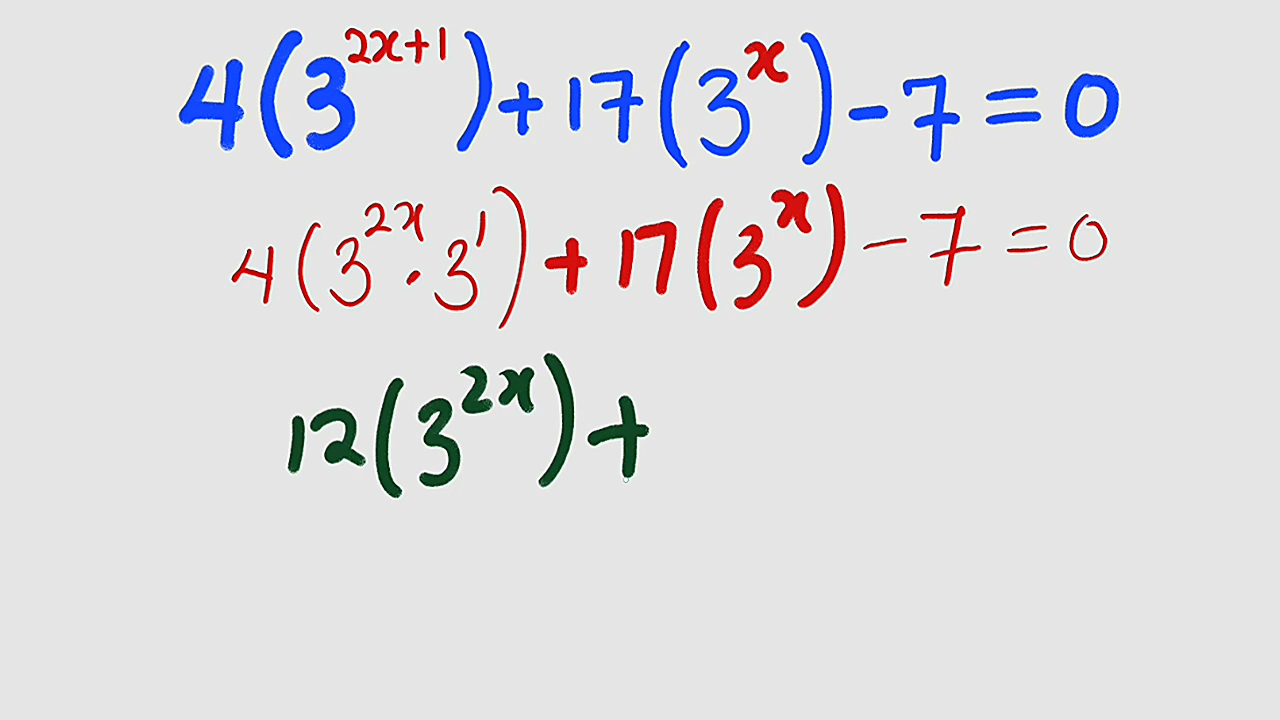 4(3^{2x+1}) + 17(3^x) - 7 = 0
4(3^{2x} · 3^1) + 17(3^x) - 7 = 0
12(3^{2x}) +